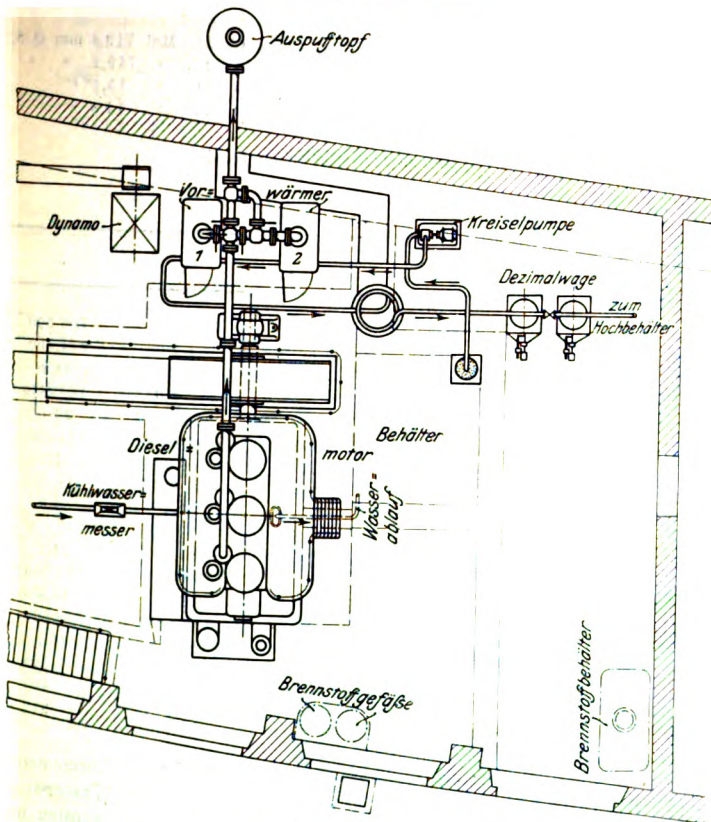 Auspufftopf
Vor=
wärmer
Dynamo
1
2
Kreiselpumpe
Dezimalwage
zum
Hochbehälter
Diesel=
motor
Behälter
Kühlwasser=
messer
Wasser=
ablauf
Brennstoffgefäße
Brennstoffbehälter